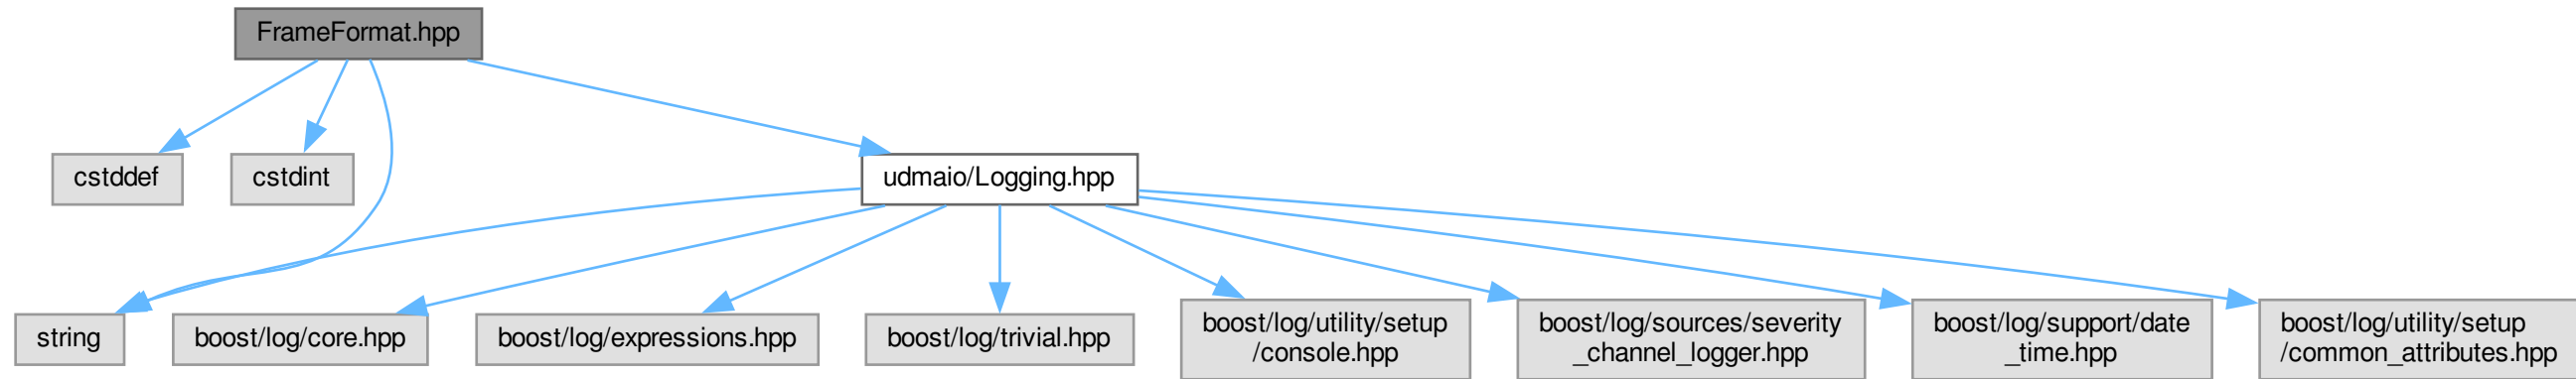 FrameFormat.hpp
cstddef
cstdint
udmaio/Logging.hpp
string
boost/log/core.hpp
boost/log/expressions.hpp
boost/log/trivial.hpp
boost/log/utility/setup
/console.hpp
boost/log/sources/severity
_channel_logger.hpp
boost/log/support/date
_time.hpp
boost/log/utility/setup
/common_attributes.hpp